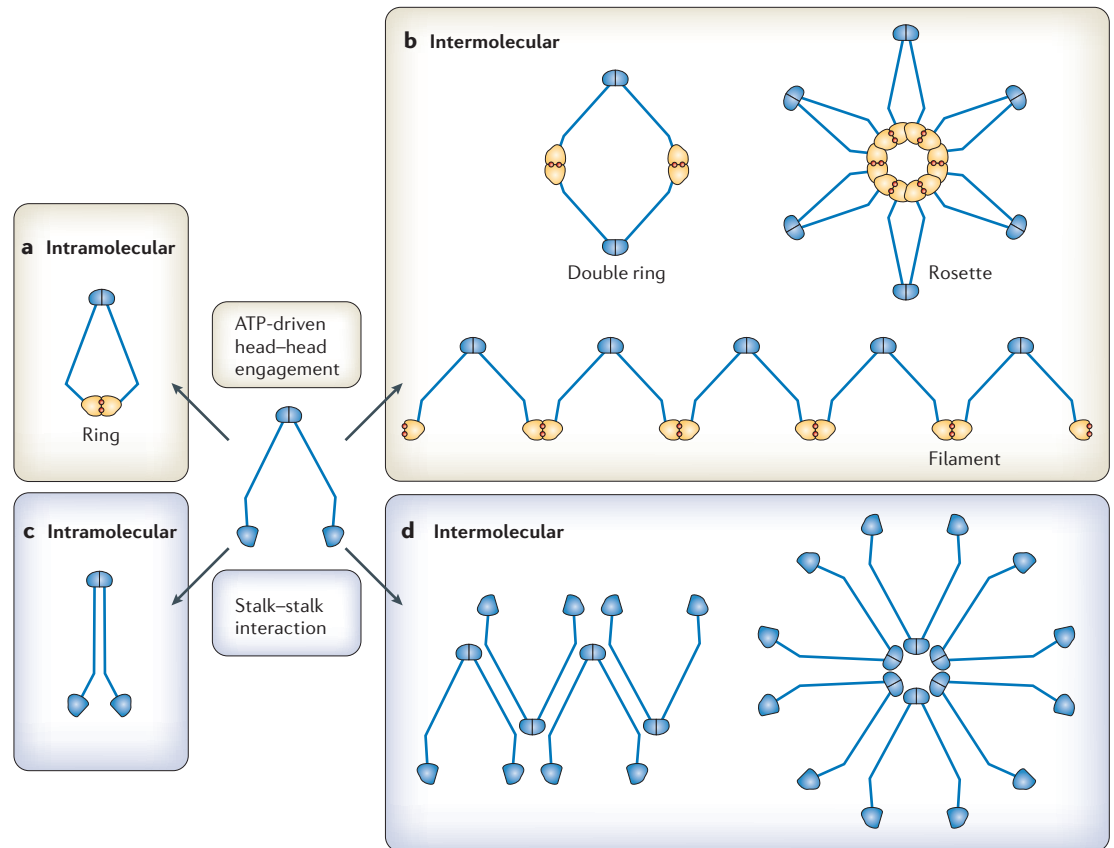 b Intermolecular
Double ring
Rosette
Filament
a Intramolecular
Ring
ATP-driven
head–head
engagement
c Intramolecular
Stalk–stalk
interaction
d Intermolecular